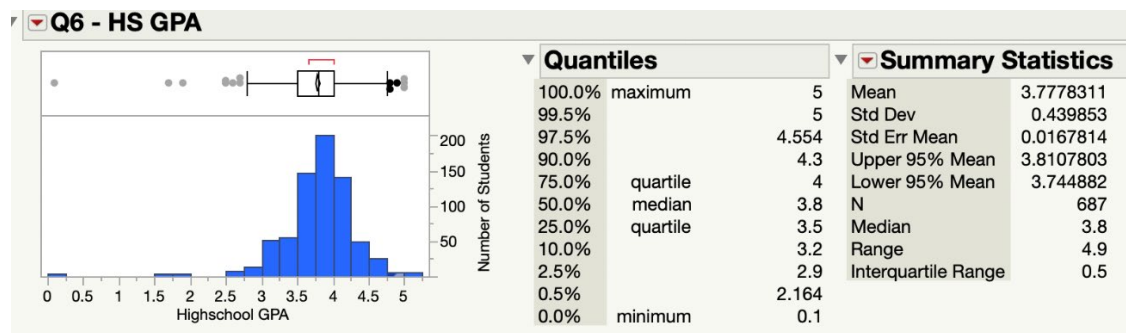 Q6 - HS GPA
200
150
100
50
Number of Students
0 0.5 1 1.5 2 2.5 3 3.5 4 4.5 5
Highschool GPA
Quantiles
100.0% maximum 5
99.5% 5
97.5% 4.554
90.0% 4.3
75.0% quartile 4
50.0% median 3.8
25.0% quartile 3.5
10.0% 3.2
2.5% 2.9
0.5% 2.164
0.0% minimum 0.1
Summary Statistics
Mean 3.7778311
Std Dev 0.439853
Std Err Mean 0.0167814
Upper 95% Mean 3.8107803
Lower 95% Mean 3.744882
N 687
Median 3.8
Range 4.9
Interquartile Range 0.5